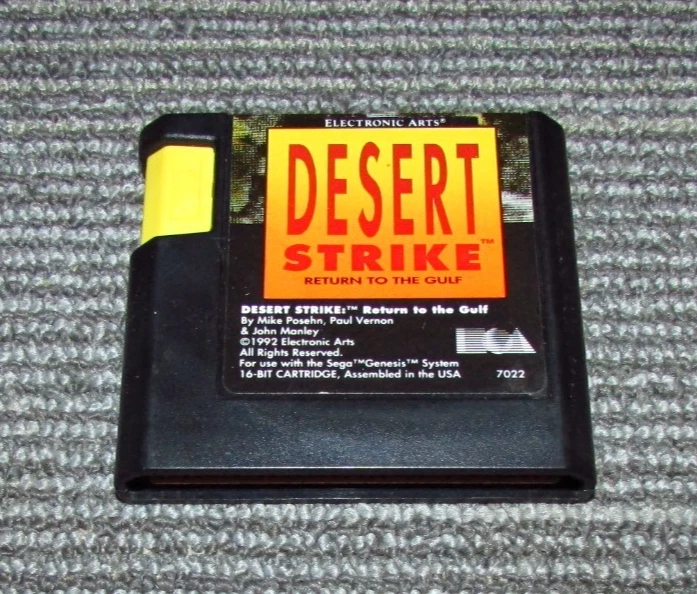 ELECTRONIC ARTS®
DESERT
STRIKE™
RETURN TO THE GULF
DESERT STRIKE:™ Return to the Gulf
By Mike Posehn, Paul Vernon
& John Manley
©1992 Electronic Arts
All Rights Reserved.
For use with the Sega™Genesis™ System
16-BIT CARTRIDGE, Assembled in the USA 7022
EA